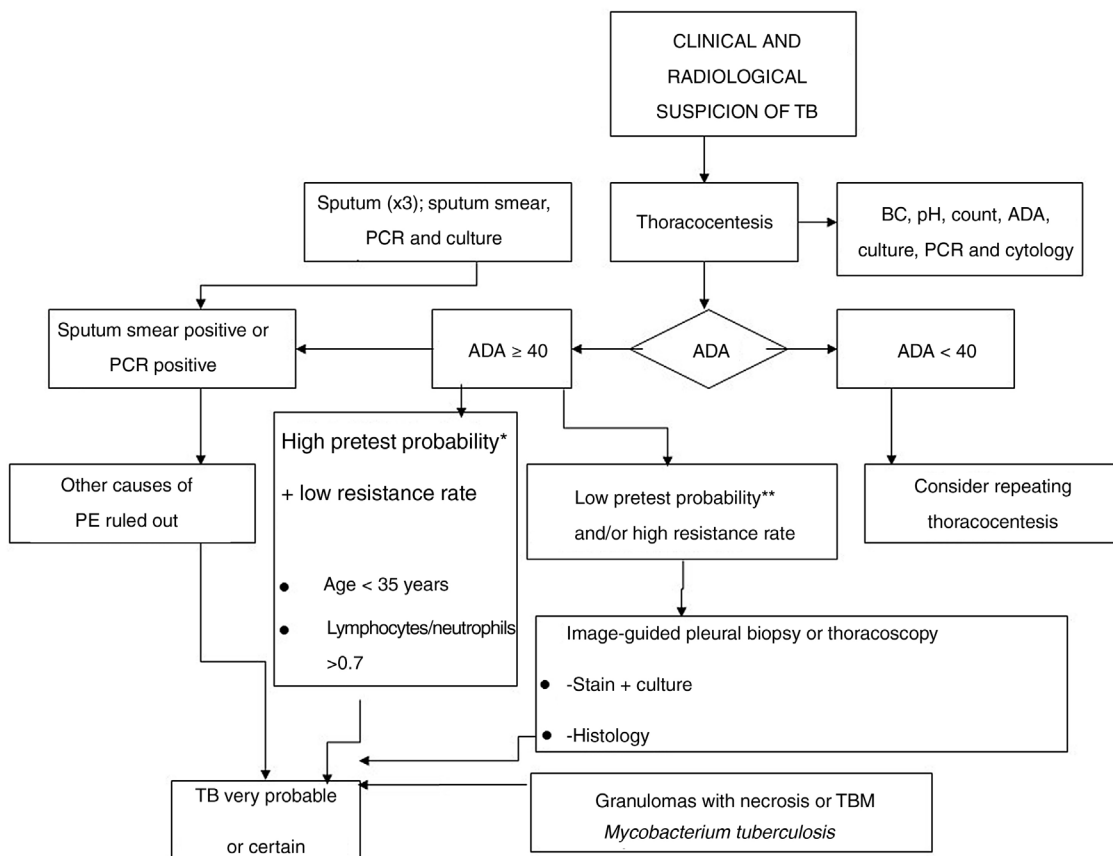 CLINICAL AND
RADIOLOGICAL
SUSPICION OF TB
Sputum (x3); sputum smear,
PCR and culture
Thoracocentesis
BC, pH, count, ADA,
culture, PCR and cytology
Sputum smear positive or
PCR positive
ADA ≥ 40
ADA
ADA < 40
High pretest probability*
+ low resistance rate
● Age < 35 years
● Lymphocytes/neutrophils
>0.7
Other causes of
PE ruled out
Low pretest probability**
and/or high resistance rate
Consider repeating
thoracocentesis
Image-guided pleural biopsy or thoracoscopy
● -Stain + culture
● -Histology
TB very probable
or certain
Granulomas with necrosis or TBM
Mycobacterium tuberculosis